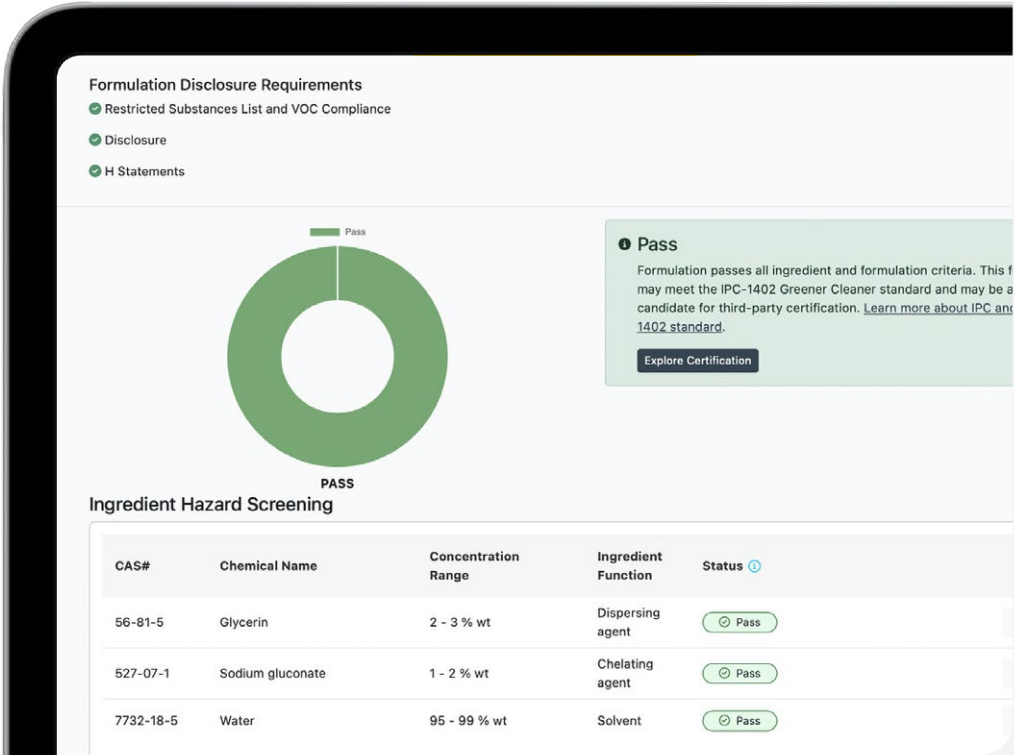 Formulation Disclosure Requirements
Restricted Substances List and VOC Compliance
Disclosure
H Statements
Pass
Pass
Formulation passes all ingredient and formulation criteria. This
may meet the IPC-1402 Greener Cleaner standard and may be a
candidate for third-party certification. Learn more about IPC and
1402 standard.
Explore Certification
PASS
Ingredient Hazard Screening
CAS# Chemical Name Concentration Range Ingredient Function Status
56-81-5 Glycerin 2 - 3 % wt Dispersing agent Pass
527-07-1 Sodium gluconate 1 - 2 % wt Chelating agent Pass
7732-18-5 Water 95 - 99 % wt Solvent Pass